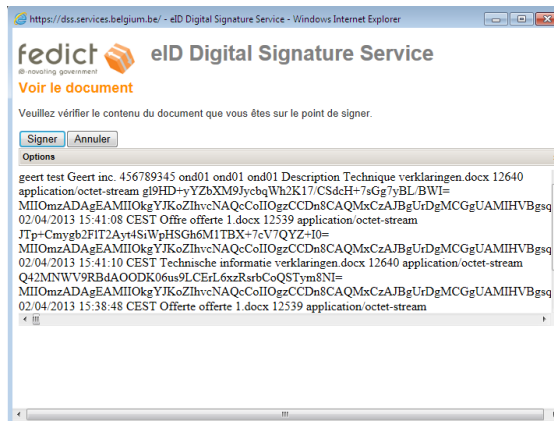 https://dss.services.belgium.be/ - eID Digital Signature Service - Windows Internet Explorer
fedict
e-novating government
eID Digital Signature Service
Voir le document
Veuillez vérifier le contenu du document que vous êtes sur le point de signer.
Signer Annuler
Options
geert test Geert inc. 456789345 ond01 ond01 ond01 Description Technique verklaringen.docx 12640
application/octet-stream gl9HD+yYZbXM9JycbqWh2K17/CSdcH+7sGg7yBL/BWI=
MIIOmzADAgEAMIIOkgYJKoZIhvcNAQcCoIIOgzCCDn8CAQMxCzAJBgUrDgMCGgUAMIHVBgsq
02/04/2013 15:41:08 CEST Offre offerte 1.docx 12539 application/octet-stream
JTp+Cmygb2FlT2Ayt4SiWpHSGh6M1TBX+7cV7QYZ+I0=
MIIOmzADAgEAMIIOkgYJKoZIhvcNAQcCoIIOgzCCDn8CAQMxCzAJBgUrDgMCGgUAMIHVBgsq
02/04/2013 15:41:10 CEST Technische informatie verklaringen.docx 12640 application/octet-stream
Q42MNWV9RBdAOODK06us9LCErL6xzRsrbCoQSTym8NI=
MIIOmzADAgEAMIIOkgYJKoZIhvcNAQcCoIIOgzCCDn8CAQMxCzAJBgUrDgMCGgUAMIHVBgsq
02/04/2013 15:38:48 CEST Offerte offerte 1.docx 12539 application/octet-stream